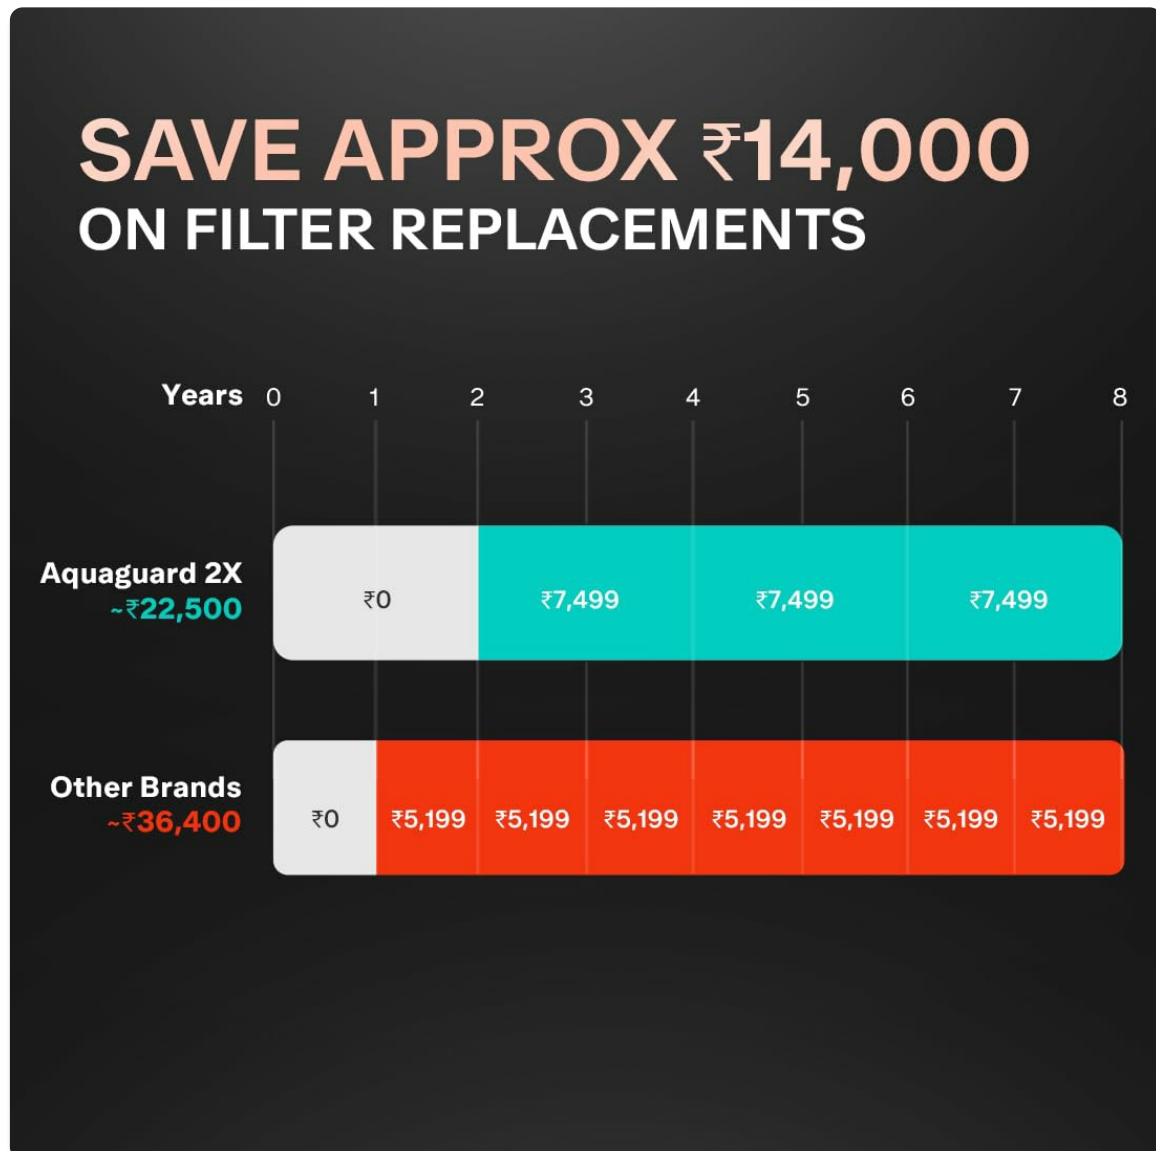 SAVE APPROX ₹14,000
ON FILTER REPLACEMENTS
Years 0 1 2 3 4 5 6 7 8
Aquaguard 2X
~₹22,500
₹0 ₹7,499 ₹7,499 ₹7,499
Other Brands
~₹36,400
₹0 ₹5,199 ₹5,199 ₹5,199 ₹5,199 ₹5,199 ₹5,199 ₹5,199